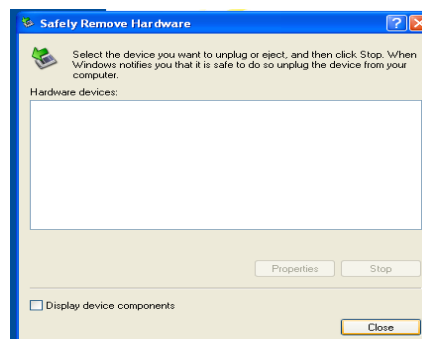 Safely Remove Hardware
Select the device you want to unplug or eject, and then click Stop. When
Windows notifies you that it is safe to do so unplug the device from your
computer.
Hardware devices:
Properties
Stop
Display device components
Close